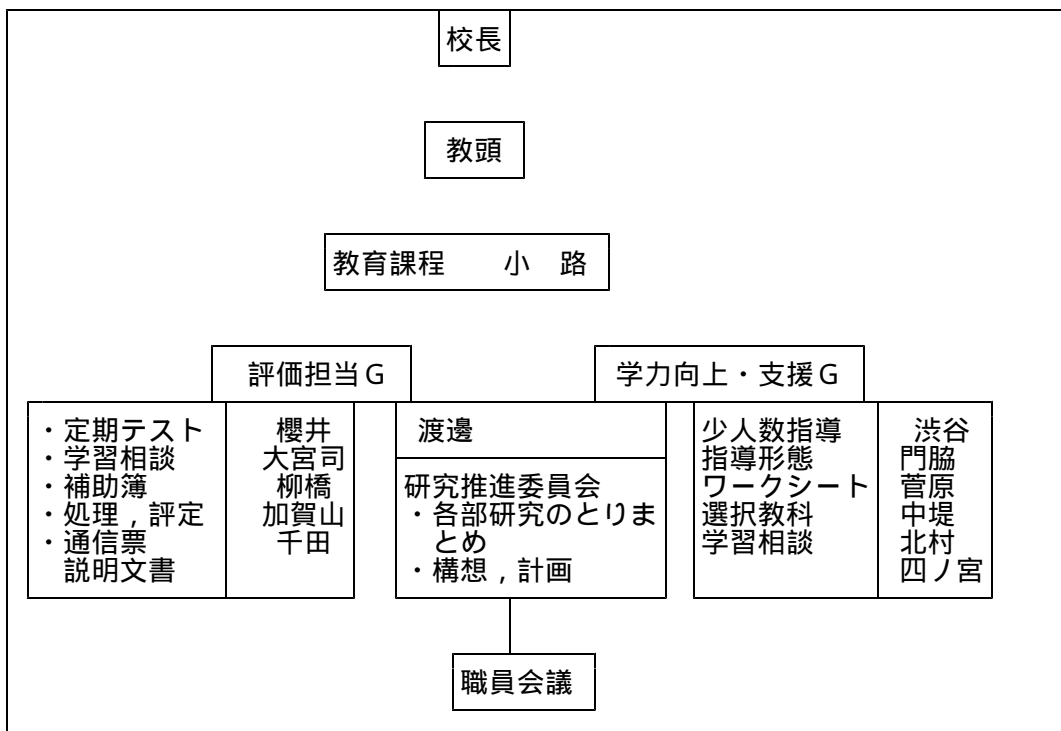 校長
教頭
教育課程　　小　路
評価担当Ｇ
学力向上・支援Ｇ
・定期テスト
・学習相談
・補助簿
・処理，評定
・通信票
説明文書
櫻井
大宮司
柳橋
加賀山
千田
渡邊
研究推進委員会
・各部研究のとりま
とめ
・構想，計画
少人数指導
指導形態
ワークシート
選択教科
学習相談
渋谷
門脇
菅原
中堤
北村
四ノ宮
職員会議